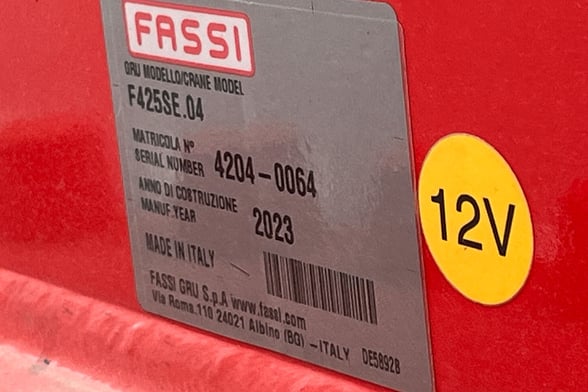 FASSI
GRU MODELLO/CRANE MODEL
F425SE.04
MATRICOLA N°
SERIAL NUMBER 4204-0064
ANNO DI COSTRUZIONE
MANUF.YEAR 2023
MADE IN ITALY
FASSI GRU S.p.A www.fassi.com
Via Roma,110 24021 Albino (BG) -ITALY DE5892B
12V